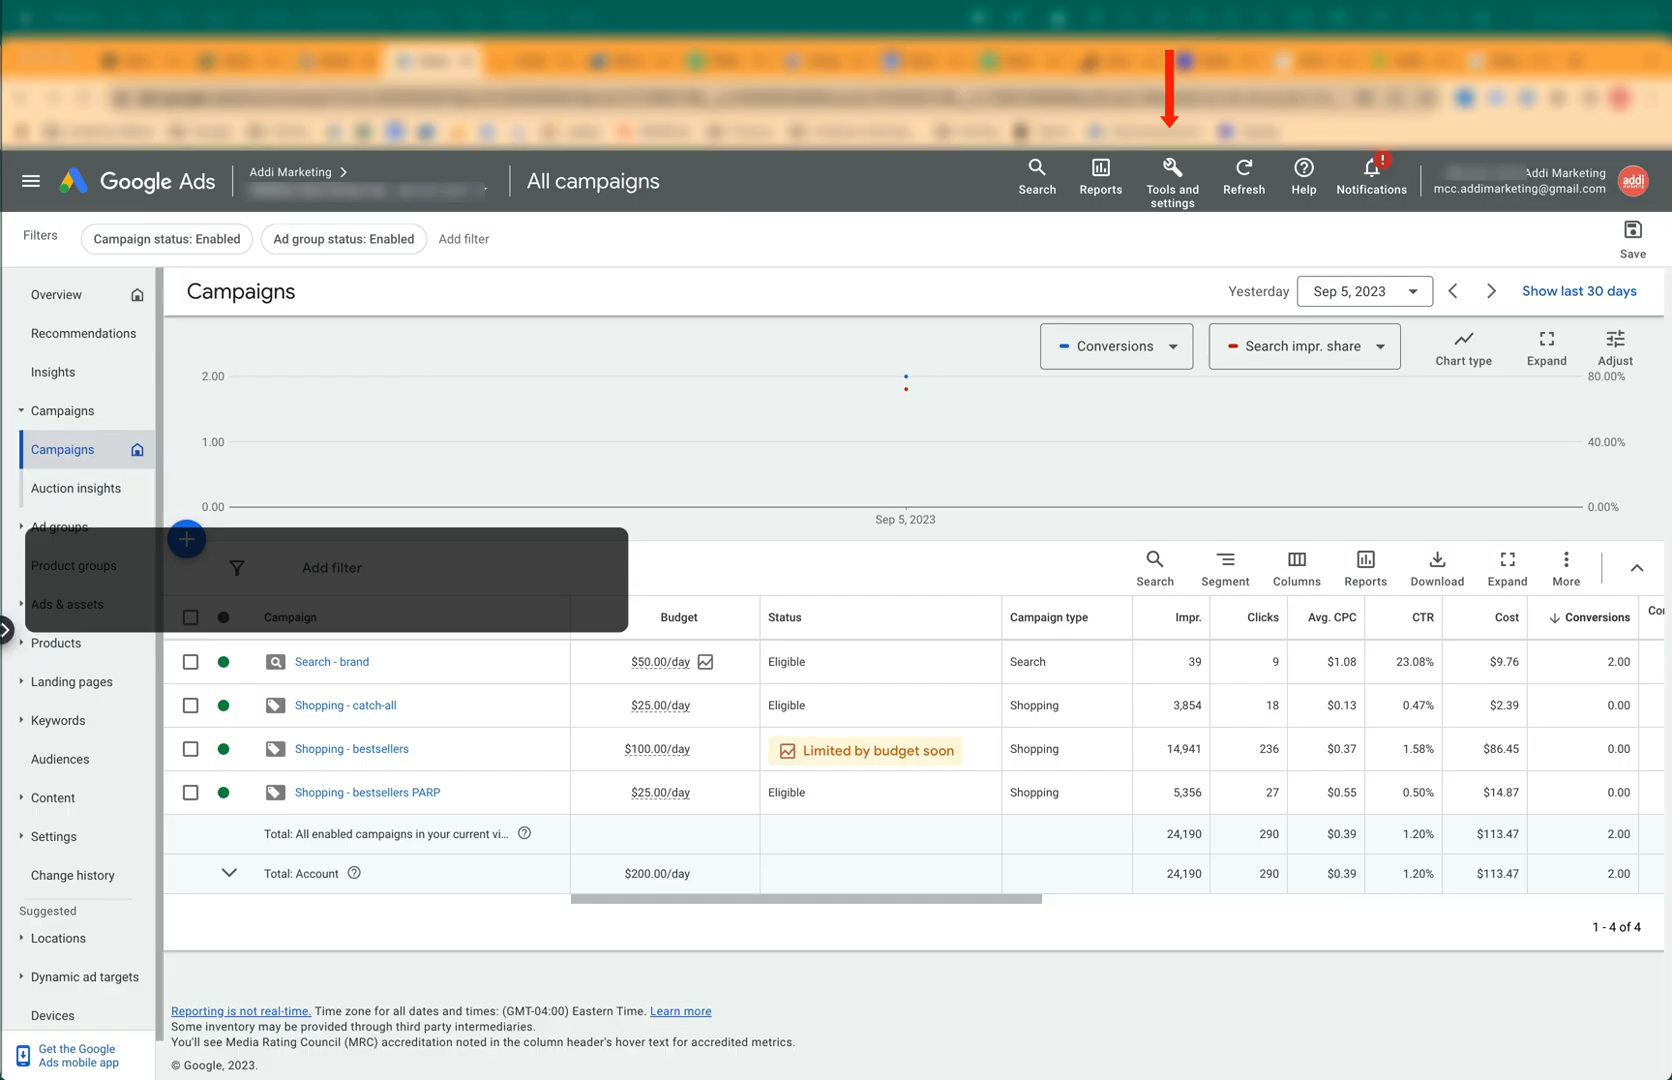 Google Ads
Addi Marketing
All campaigns
Search
Reports
Tools and
settings
Refresh
Help
!
Notifications
Addi Marketing
mcc.addimarketing@gmail.com
addi
Filters
Campaign status: Enabled
Ad group status: Enabled
Add filter
Save
Overview
Recommendations
Insights
Campaigns
Campaigns
Auction insights
Ad groups
Product groups
Ads & assets
Products
Landing pages
Keywords
Audiences
Content
Settings
Change history
Suggested
Locations
Dynamic ad targets
Devices
Get the Google
Ads mobile app
Campaigns
Yesterday
Sep 5, 2023
Show last 30 days
Conversions
Search impr. share
Chart type
Expand
Adjust
2.00
80.00%
1.00
40.00%
0.00
0.00%
Sep 5, 2023
Add filter
Search
Segment
Columns
Reports
Download
Expand
More
Campaign Budget Status Campaign type Impr. Clicks Avg. CPC CTR Cost Conversions Co
Search - brand $50.00/day Eligible Search 39 9 $1.08 23.08% $9.76 2.00
Shopping - catch-all $25.00/day Eligible Shopping 3,854 18 $0.13 0.47% $2.39 0.00
Shopping - bestsellers $100.00/day Limited by budget soon Shopping 14,941 236 $0.37 1.58% $86.45 0.00
Shopping - bestsellers PARP $25.00/day Eligible Shopping 5,356 27 $0.55 0.50% $14.87 0.00
Total: All enabled campaigns in your current vi... 24,190 290 $0.39 1.20% $113.47 2.00
Total: Account $200.00/day 24,190 290 $0.39 1.20% $113.47 2.00
1 - 4 of 4
Reporting is not real-time. Time zone for all dates and times: (GMT-04:00) Eastern Time. Learn more
Some inventory may be provided through third party intermediaries.
You'll see Media Rating Council (MRC) accreditation noted in the column header's hover text for accredited metrics.
© Google, 2023.